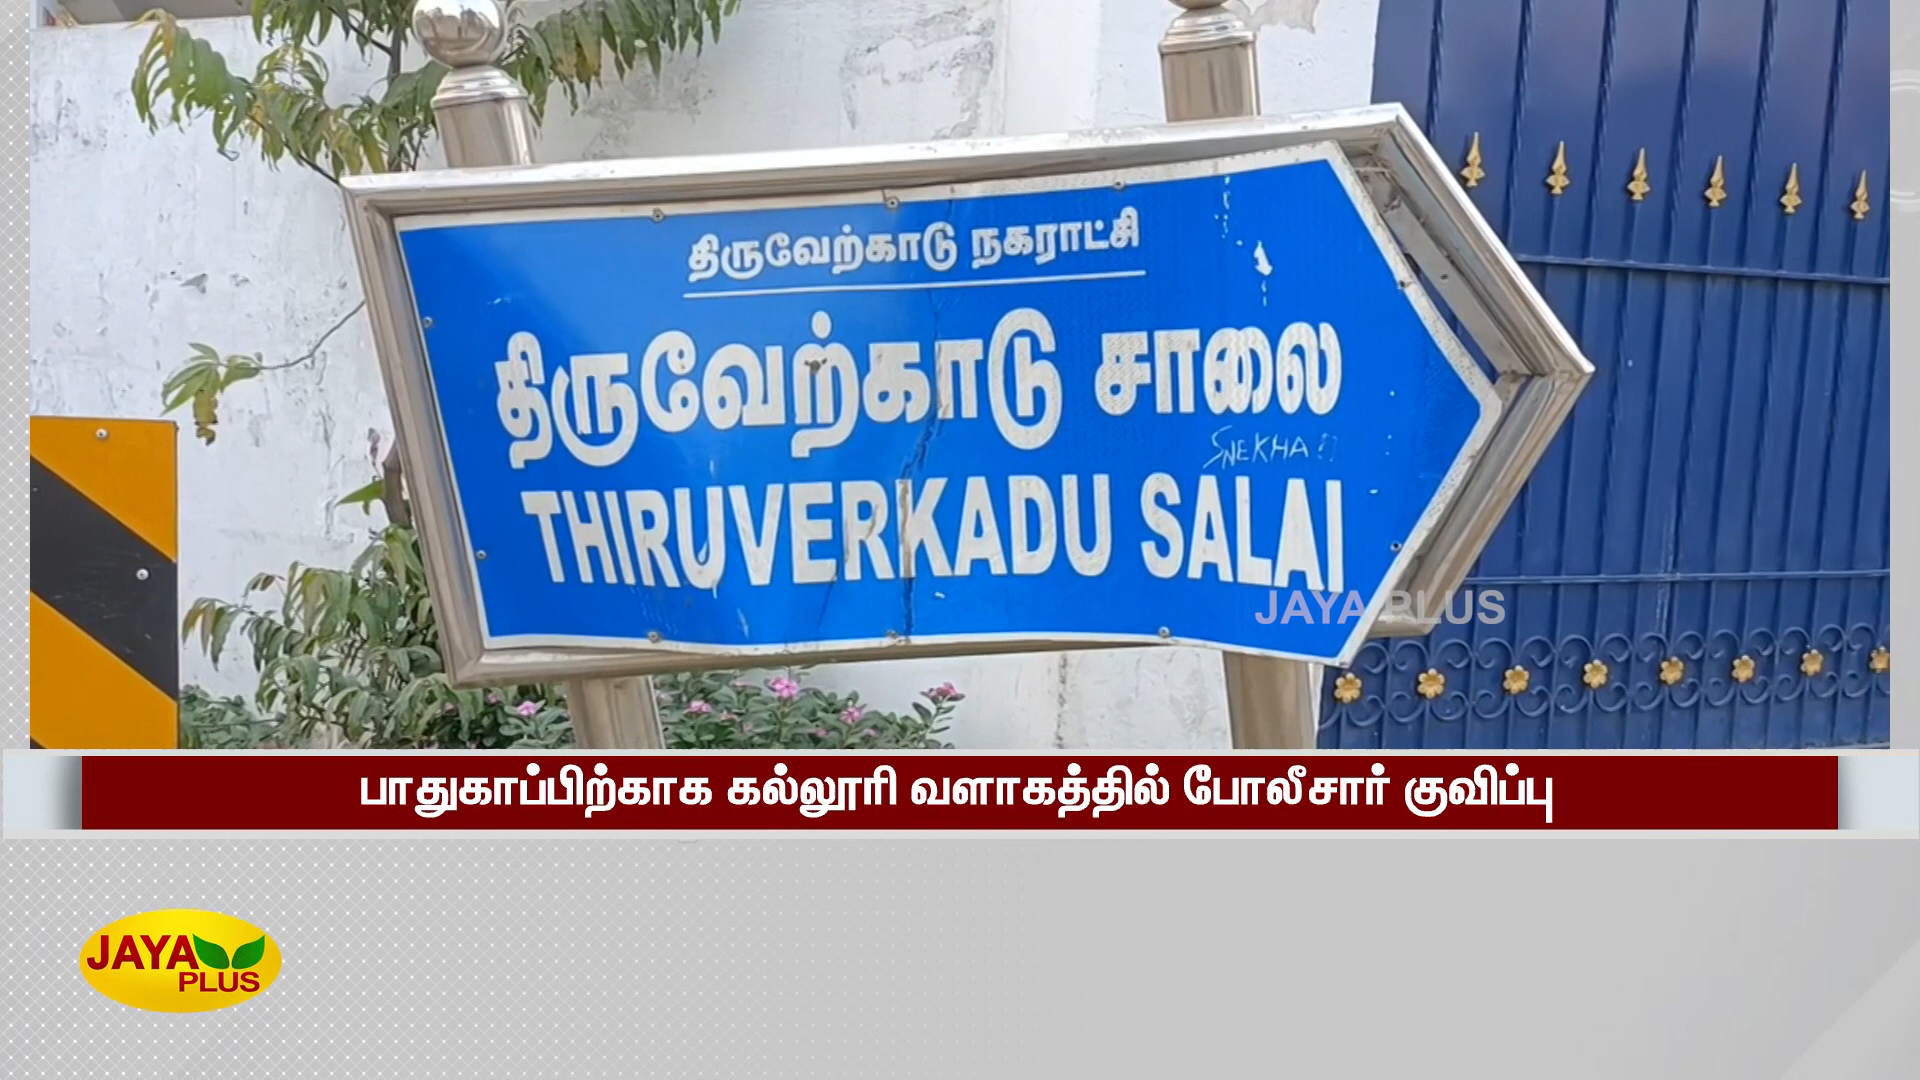 திருவேற்காடு நகராட்சி
திருவேற்காடு சாலை
SNEKHA
THIRUVERKADU SALAI
JAYA PLUS
பாதுகாப்பிற்காக கல்லூரி வளாகத்தில் போலீசார் குவிப்பு
JAYA
PLUS